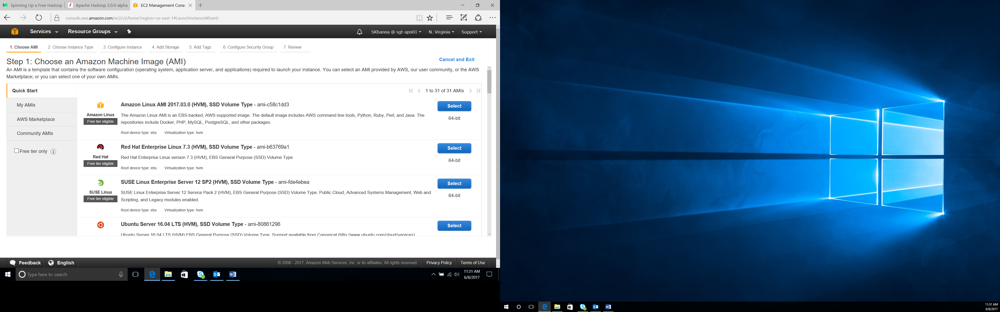 Spinning Up a Free Hadoop
Apache Hadoop 3.0.0-alpha
EC2 Management Cons
console.aws.amazon.com/ec2/v2/home?region=us-east-1#LaunchInstanceWizard:
Services
Resource Groups
SKhanna @ sgt-apn01
N. Virginia
Support
1. Choose AMI
2. Choose Instance Type
3. Configure Instance
4. Add Storage
5. Add Tags
6. Configure Security Group
7. Review
Step 1: Choose an Amazon Machine Image (AMI)
Cancel and Exit
An AMI is a template that contains the software configuration (operating system, application server, and applications) required to launch your instance. You can select an AMI provided by AWS, our user community, or the AWS
Marketplace; or you can select one of your own AMIs.
Quick Start
My AMIs
AWS Marketplace
Community AMIs
Free tier only
1 to 31 of 31 AMIs
Amazon Linux
Free tier eligible
Amazon Linux AMI 2017.03.0 (HVM), SSD Volume Type - ami-c58c1dd3
The Amazon Linux AMI is an EBS-backed, AWS-supported image. The default image includes AWS command line tools, Python, Ruby, Perl, and Java. The
repositories include Docker, PHP, MySQL, PostgreSQL, and other packages.
Root device type: ebs Virtualization type: hvm
Select
64-bit
Red Hat
Free tier eligible
Red Hat Enterprise Linux 7.3 (HVM), SSD Volume Type - ami-b63769a1
Red Hat Enterprise Linux version 7.3 (HVM), EBS General Purpose (SSD) Volume Type
Root device type: ebs Virtualization type: hvm
Select
64-bit
SUSE Linux
Free tier eligible
SUSE Linux Enterprise Server 12 SP2 (HVM), SSD Volume Type - ami-fde4ebea
SUSE Linux Enterprise Server 12 Service Pack 2 (HVM), EBS General Purpose (SSD) Volume Type. Public Cloud, Advanced Systems Management, Web and
Scripting, and Legacy modules enabled.
Root device type: ebs Virtualization type: hvm
Select
64-bit
Ubuntu Server 16.04 LTS (HVM), SSD Volume Type - ami-80861296
Ubuntu Server 16.04 LTS (HVM),EBS General Purpose (SSD) Volume Type. Support available from Canonical (http://www.ubuntu.com/cloud/services).
Select
Feedback
English
© 2008 - 2017, Amazon Web Services, Inc. or its affiliates. All rights reserved.
Privacy Policy
Terms of Use
Type here to search
11:31 AM
6/8/2017
11:31 AM
6/8/2017